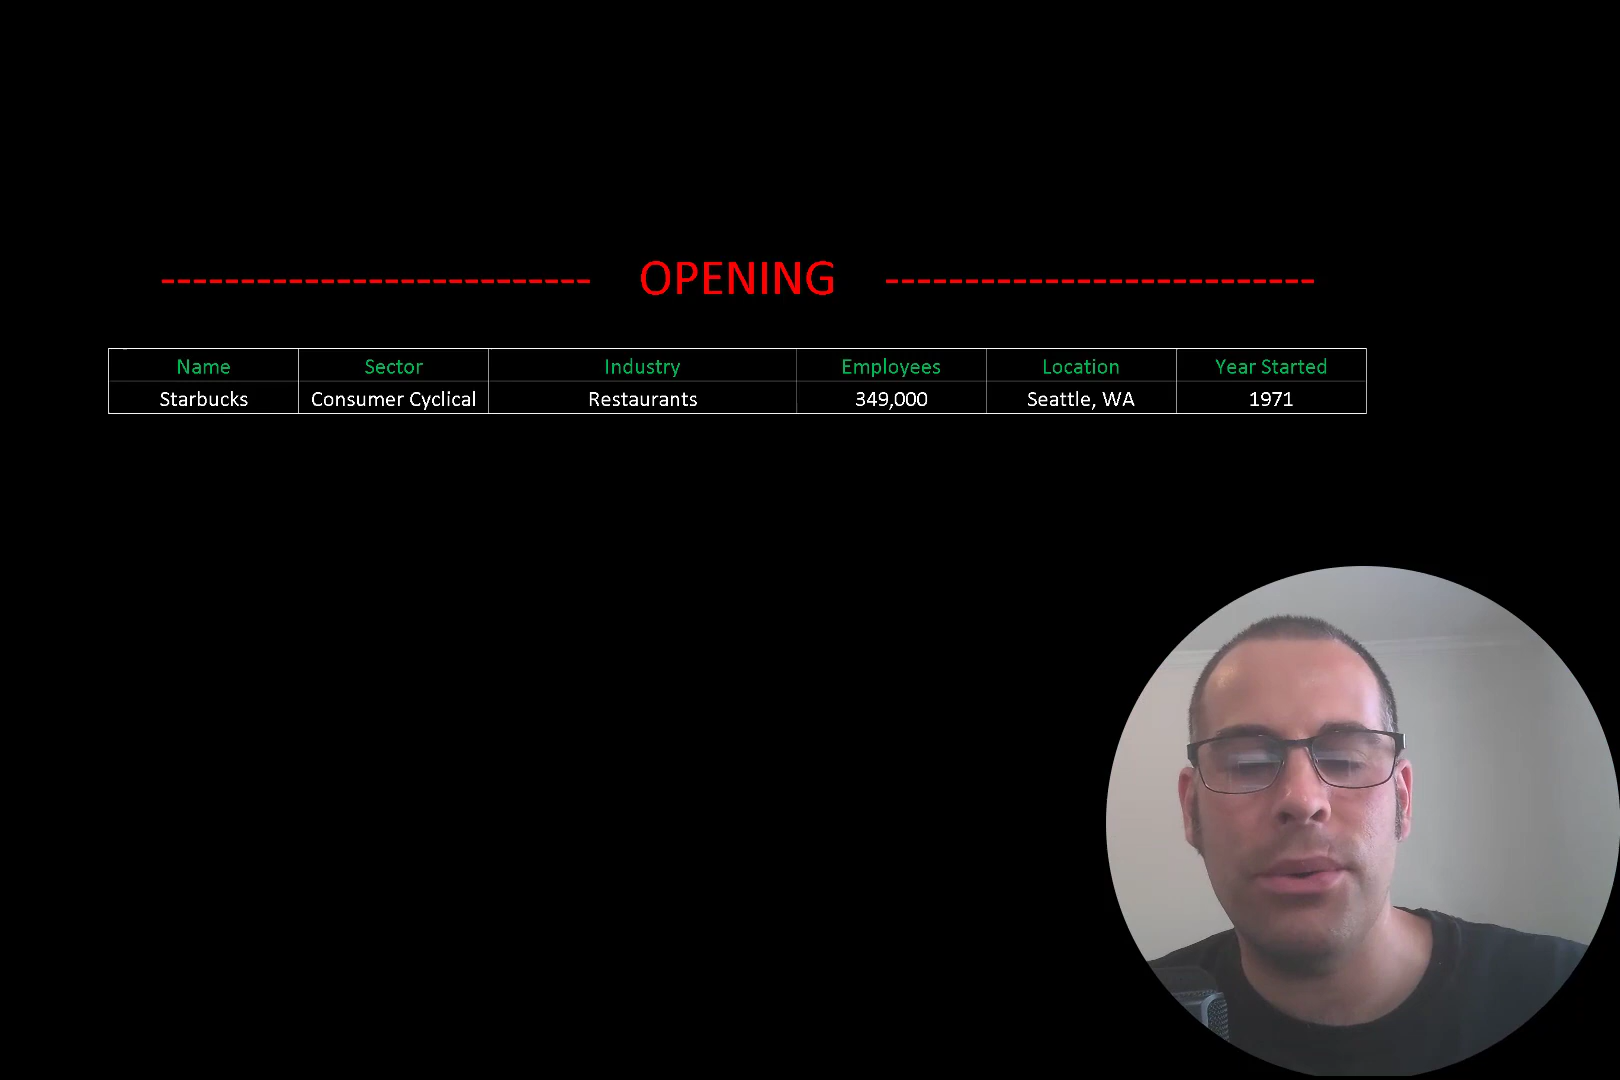 -------------------------- OPENING --------------------------
Name Sector Industry Employees Location Year Started
Starbucks Consumer Cyclical Restaurants 349,000 Seattle, WA 1971